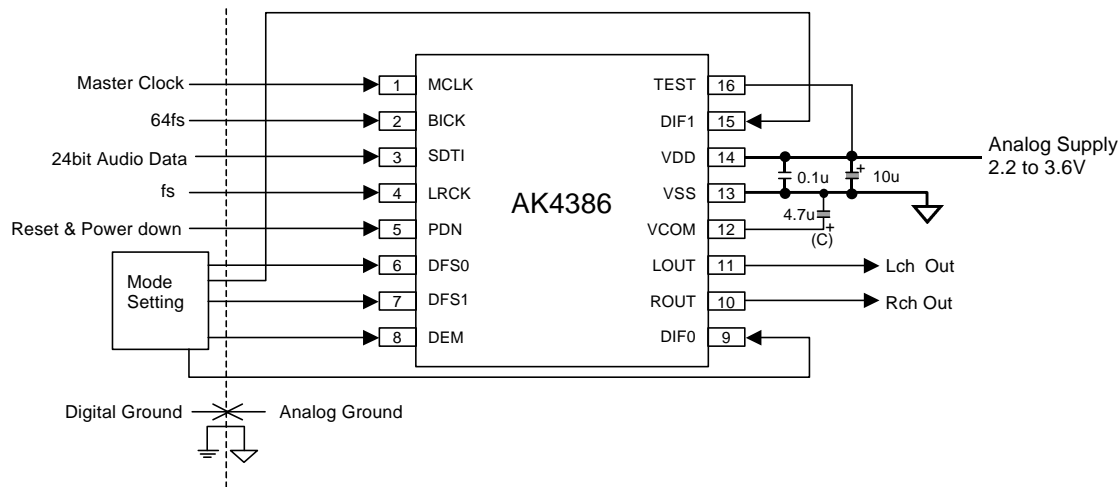 Master Clock
64fs
24bit Audio Data
fs
Reset & Power down
Mode
Setting
1
2
3
4
5
6
7
8
MCLK
BICK
SDTI
LRCK
PDN
DFS0
DFS1
DEM
AK4386
TEST
DIF1
VDD
VSS
VCOM
LOUT
ROUT
DIF0
16
15
14
13
12
11
10
9
0.1u
+
10u
4.7u
+
(C)
Analog Supply
2.2 to 3.6V
Lch Out
Rch Out
Digital Ground
Analog Ground